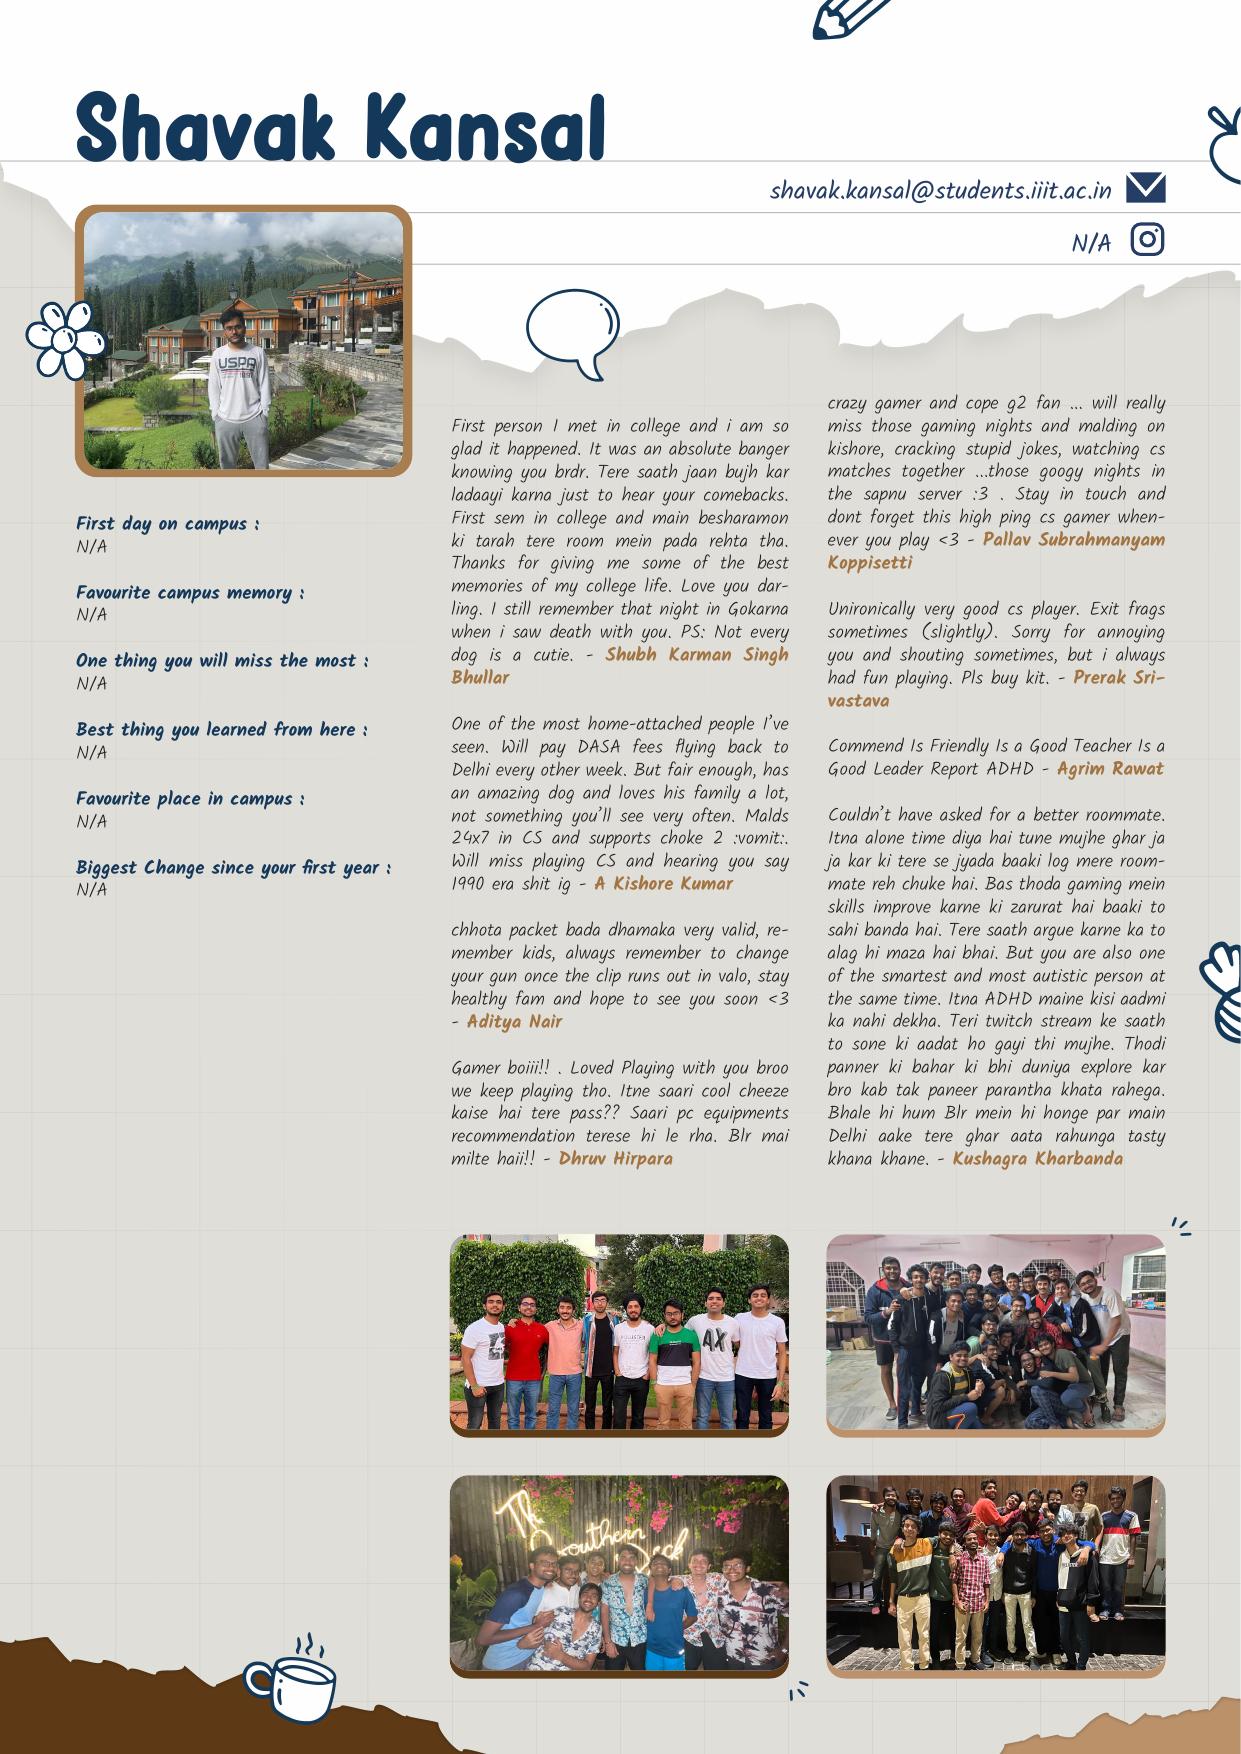 Shavak Kansal
shavak.kansal@students.iiit.ac.in
N/A
USPA
First day on campus :
N/A
Favourite campus memory :
N/A
One thing you will miss the most :
N/A
Best thing you learned from here :
N/A
Favourite place in campus :
N/A
Biggest Change since your first year :
N/A
First person I met in college and i am so
glad it happened. It was an absolute banger
knowing you brdr. Tere saath jaan bujh kar
ladaayi karna just to hear your comebacks.
First sem in college and main besharamon
ki tarah tere room mein pada rehta tha.
Thanks for giving me some of the best
memories of my college life. Love you dar-
ling. I still remember that night in Gokarna
when i saw death with you. PS: Not every
dog is a cutie. - Shubh Karman Singh
Bhullar
One of the most home-attached people I've
seen. Will pay DASA fees flying back to
Delhi every other week. But fair enough, has
an amazing dog and loves his family a lot,
not something you'll see very often. Malds
24x7 in CS and supports choke 2 :vomit:.
Will miss playing CS and hearing you say
1990 era shit ig - A Kishore Kumar
chhota packet bada dhamaka very valid, re-
member kids, always remember to change
your gun once the clip runs out in valo, stay
healthy fam and hope to see you soon <3
- Aditya Nair
Gamer boiii!! . Loved Playing with you broo
we keep playing tho. Itne saari cool cheeze
kaise hai tere pass?? Saari pc equipments
recommendation terese hi le rha. Blr mai
milte haii!! - Dhruv Hirpara
crazy gamer and cope g2 fan ... will really
miss those gaming nights and malding on
kishore, cracking stupid jokes, watching cs
matches together ...those googy nights in
the sapnu server :3 . Stay in touch and
dont forget this high ping cs gamer when-
ever you play <3 - Pallav Subrahmanyam
Koppisetti
Unironically very good cs player. Exit frags
sometimes (slightly). Sorry for annoying
you and shouting sometimes, but i always
had fun playing. Pls buy kit. - Prerak Sri-
vastava
Commend Is Friendly Is a Good Teacher Is a
Good Leader Report ADHD - Agrim Rawat
Couldn't have asked for a better roommate.
Itna alone time diya hai tune mujhe ghar ja
ja kar ki tere se jyada baaki log mere room-
mate reh chuke hai. Bas thoda gaming mein
skills improve karne ki zarurat hai baaki to
sahi banda hai. Tere saath argue karne ka to
alag hi maza hai bhai. But you are also one
of the smartest and most autistic person at
the same time. Itna ADHD maine kisi aadmi
ka nahi dekha. Teri twitch stream ke saath
to sone ki aadat ho gayi thi mujhe. Thodi
panner ki bahar ki bhi duniya explore kar
bro kab tak paneer parantha khata rahega.
Bhale hi hum Blr mein hi honge par main
Delhi aake tere ghar aata rahunga tasty
khana khane. - Kushagra Kharbanda
AX
The
Southern
Deck